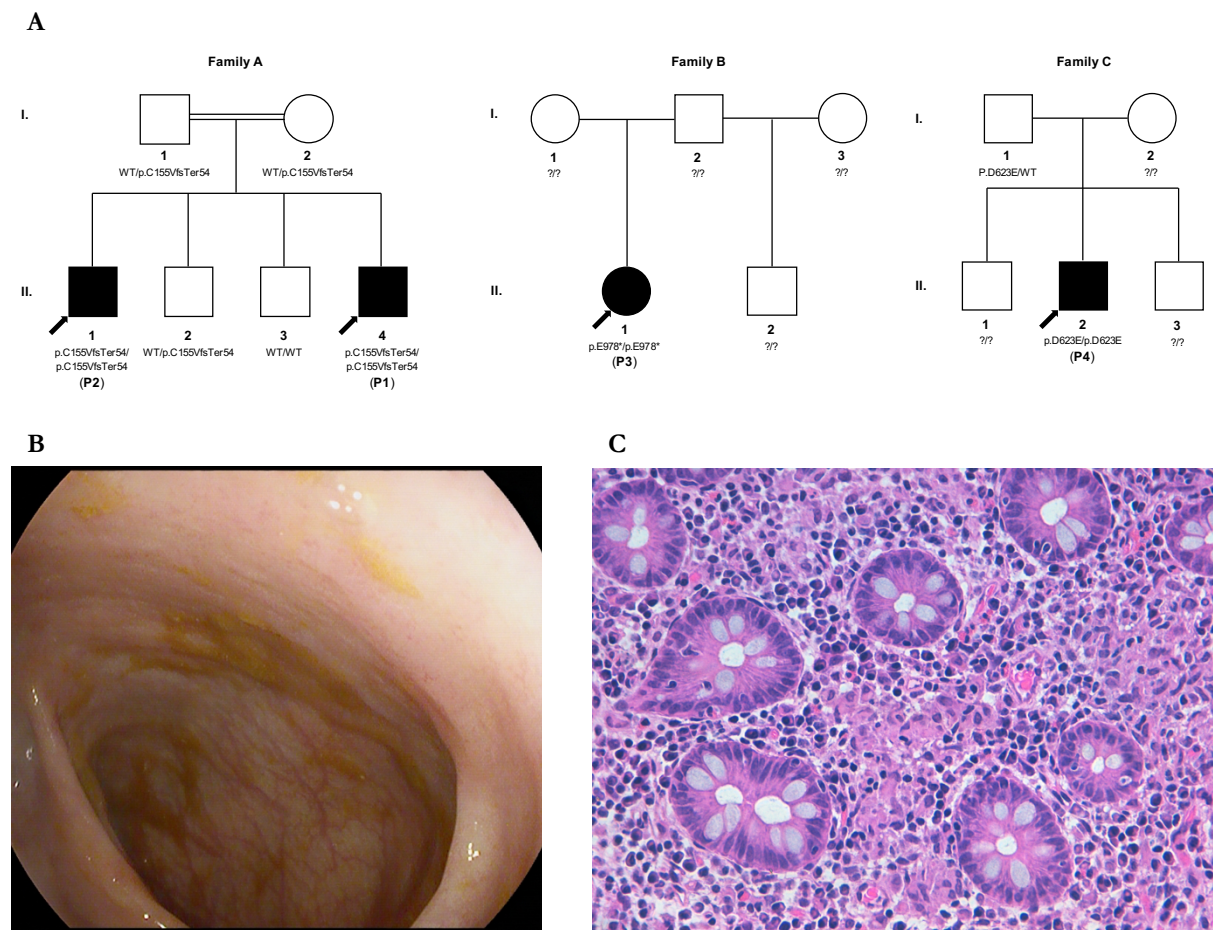 A
Family A
Family B
Family C
I.
1
2
WT/p.C155VfsTer54
WT/p.C155VfsTer54
II.
1
2
3
4
p.C155VfsTer54/
p.C155VfsTer54
WT/p.C155VfsTer54
WT/WT
p.C155VfsTer54/
p.C155VfsTer54
(P2)
(P1)
I.
1
2
3
?/?
?/?
?/?
II.
1
2
p.E978*/p.E978*
?/?
(P3)
I.
1
2
P.D623E/WT
?/?
II.
1
2
3
?/?
p.D623E/p.D623E
?/?
(P4)
B
C